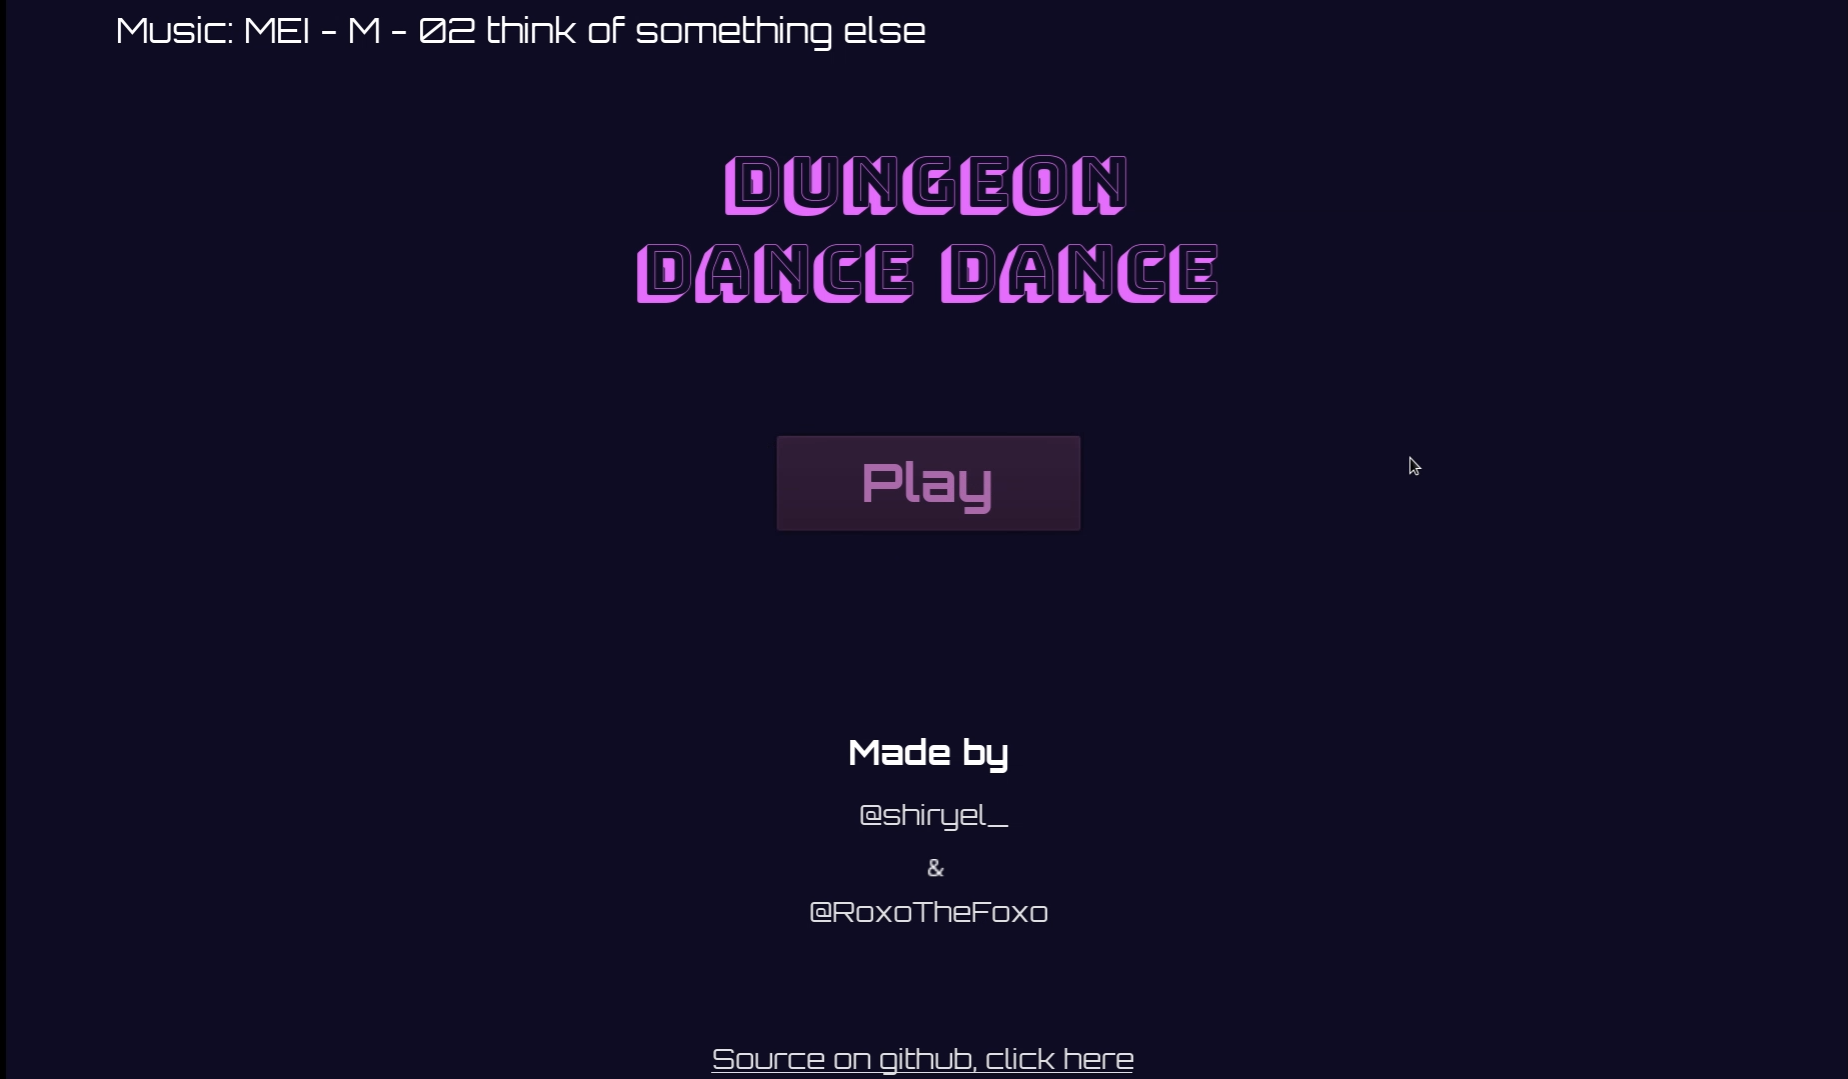 Music: MEI - M - 02 think of something else
DUNGEON
DANCE DANCE
Play
Made by
@shiryel_
&
@RoxoTheFoxo
Source on github, click here